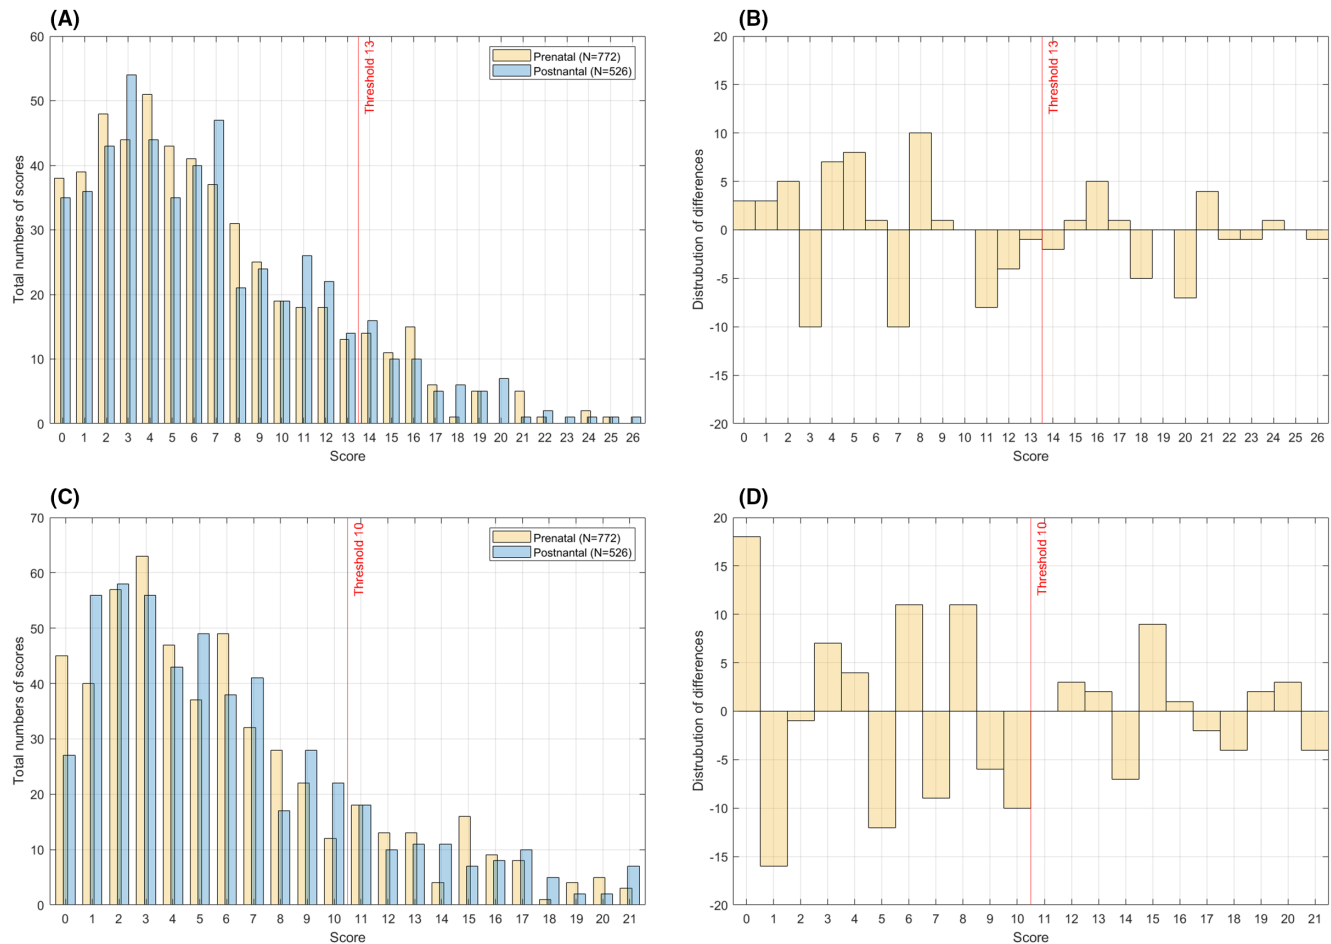 (A)
60
50
40
30
20
10
0
Total numbers of scores
0 1 2 3 4 5 6 7 8 9 10 11 12 13 14 15 16 17 18 19 20 21 22 23 24 25 26
Score
Threshold 13
Prenatal (N=772)
Postnantal (N=526)
(B)
20
15
10
5
0
-5
-10
-15
-20
Distrubution of differences
0 1 2 3 4 5 6 7 8 9 10 11 12 13 14 15 16 17 18 19 20 21 22 23 24 25 26
Score
Threshold 13
(C)
70
60
50
40
30
20
10
0
Total numbers of scores
0 1 2 3 4 5 6 7 8 9 10 11 12 13 14 15 16 17 18 19 20 21
Score
Threshold 10
Prenatal (N=772)
Postnantal (N=526)
(D)
20
15
10
5
0
-5
-10
-15
-20
Distrubution of differences
0 1 2 3 4 5 6 7 8 9 10 11 12 13 14 15 16 17 18 19 20 21
Score
Threshold 10